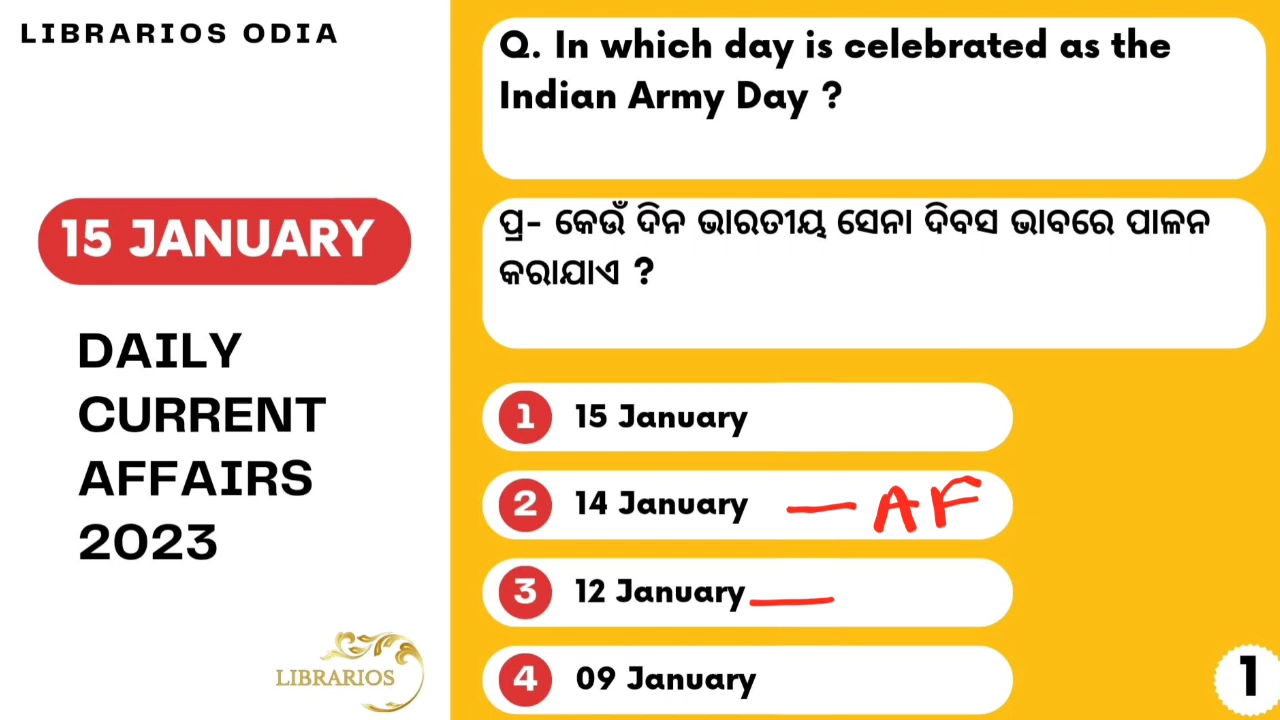 LIBRARIOS ODIA
15 JANUARY
DAILY
CURRENT
AFFAIRS
2023
LIBRARIOS
Q. In which day is celebrated as the
Indian Army Day ?
ପ୍ର- କେଉଁ ଦିନ ଭାରତୀୟ ସେନା ଦିବସ ଭାବରେ ପାଳନ
କରାଯାଏ ?
1 15 January
2 14 January — AF
3 12 January —
4 09 January
1